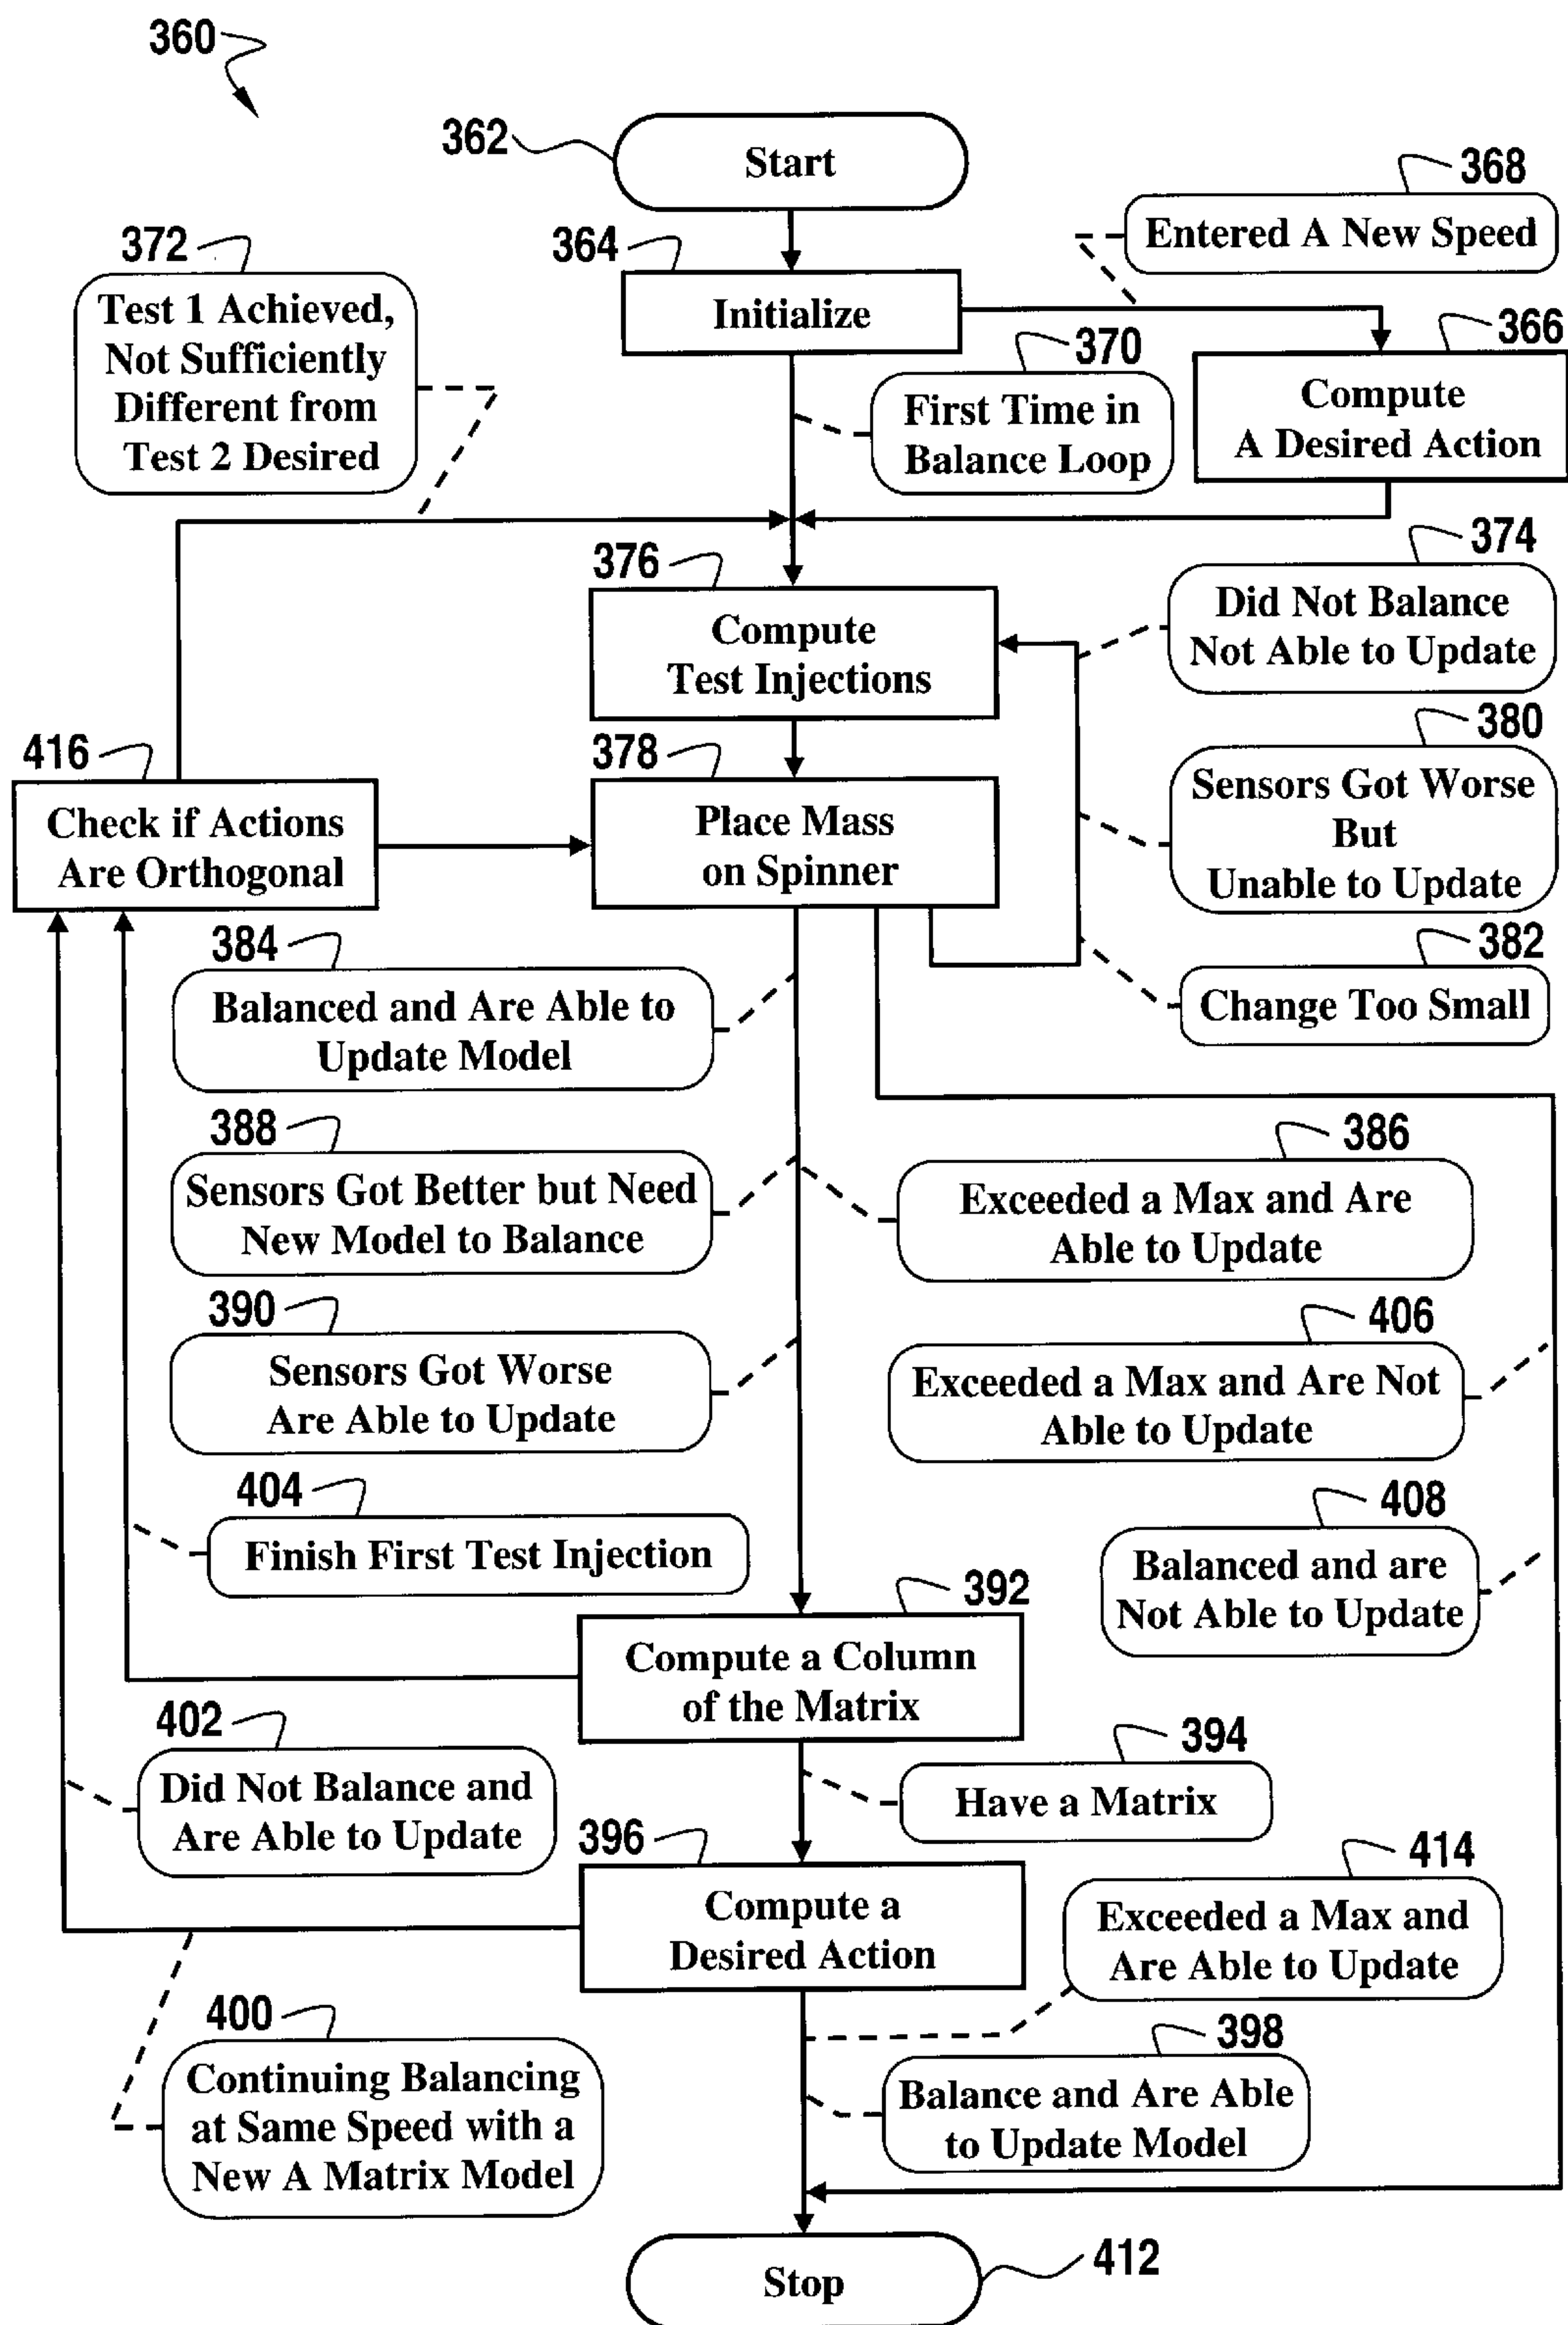 360
362
Start
368
Entered A New Speed
372
Test 1 Achieved,
Not Sufficiently
Different from
Test 2 Desired
364
Initialize
370
First Time in
Balance Loop
366
Compute
A Desired Action
376
Compute
Test Injections
374
Did Not Balance
Not Able to Update
416
Check if Actions
Are Orthogonal
378
Place Mass
on Spinner
380
Sensors Got Worse
But
Unable to Update
382
Change Too Small
384
Balanced and Are Able to
Update Model
388
Sensors Got Better but Need
New Model to Balance
386
Exceeded a Max and Are
Able to Update
390
Sensors Got Worse
Are Able to Update
406
Exceeded a Max and Are Not
Able to Update
404
Finish First Test Injection
408
Balanced and are
Not Able to Update
392
Compute a Column
of the Matrix
402
Did Not Balance and
Are Able to Update
394
Have a Matrix
396
Compute a
Desired Action
414
Exceeded a Max and
Are Able to Update
400
Continuing Balancing
at Same Speed with a
New A Matrix Model
398
Balance and Are Able
to Update Model
Stop
412